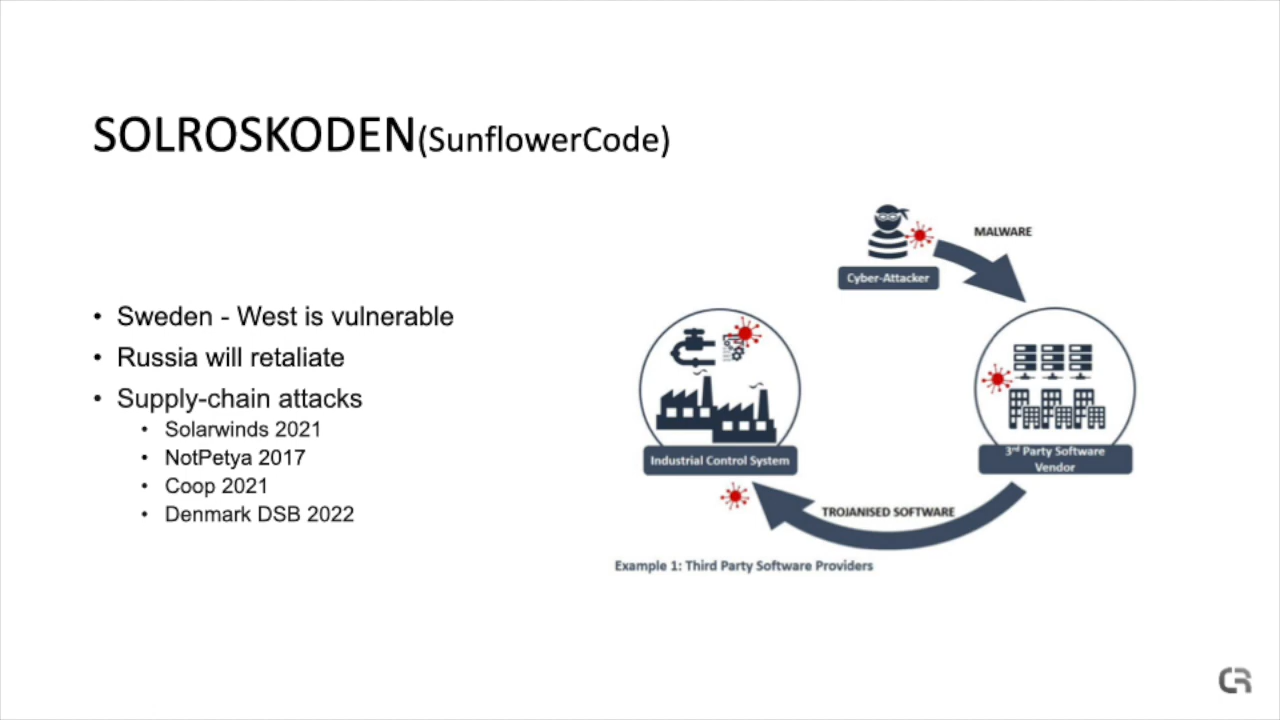 SOLROSKODEN(SunflowerCode)
• Sweden - West is vulnerable
• Russia will retaliate
• Supply-chain attacks
• Solarwinds 2021
• NotPetya 2017
• Coop 2021
• Denmark DSB 2022
MALWARE
Cyber-Attacker
Industrial Control System
3rd Party Software
Vendor
TROJANISED SOFTWARE
Example 1: Third Party Software Providers
CR